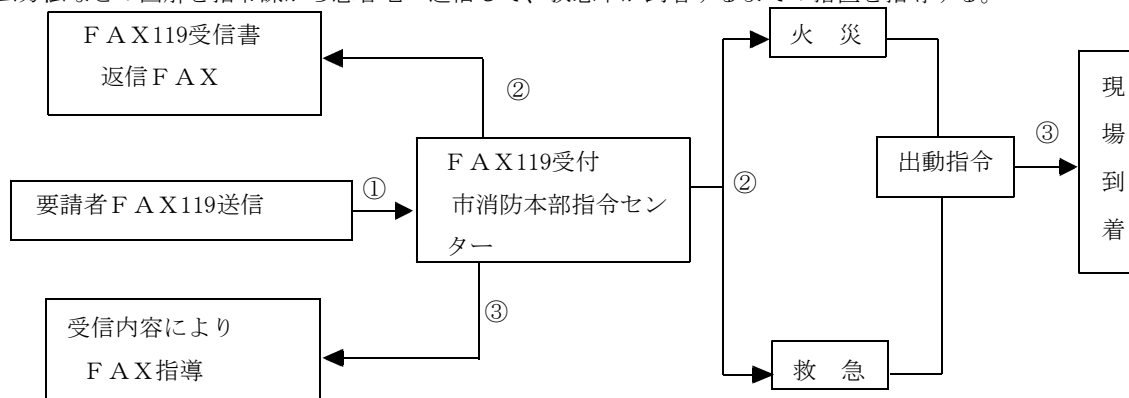 ＦＡＸ119受信書
返信ＦＡＸ
②
要請者ＦＡＸ119送信
①
ＦＡＸ119受付
市消防本部指令セン
ター
③
受信内容により
ＦＡＸ指導
②
火　災
救　急
出動指令
③
現
場
到
着